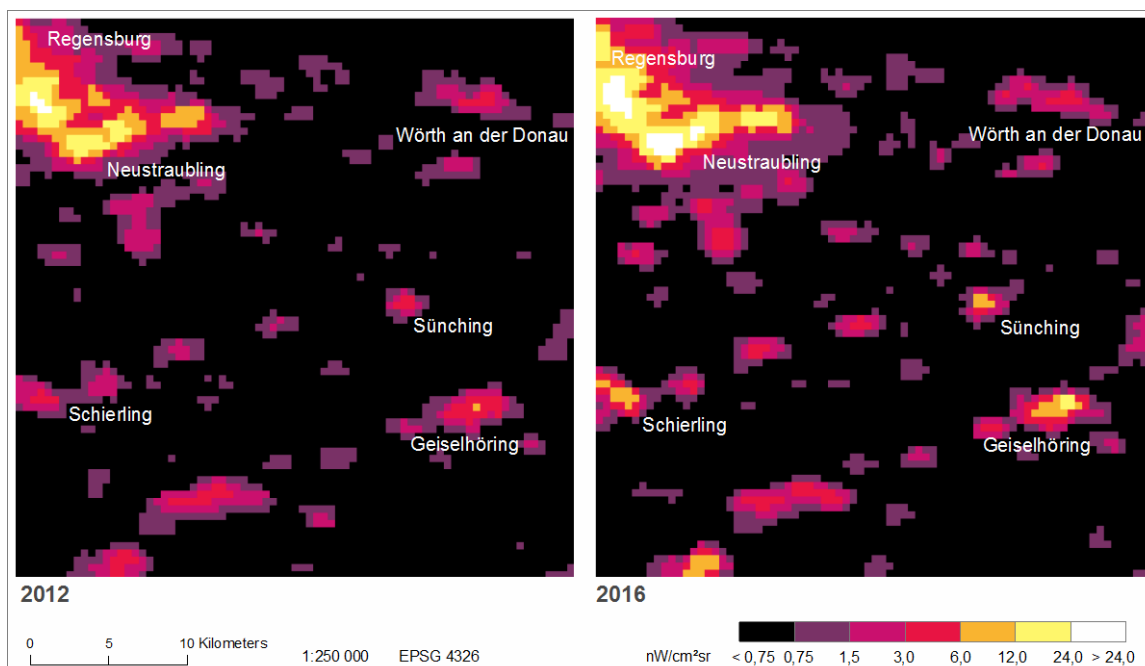 Regensburg
Wörth an der Donau
Neustraubling
Sünching
Schierling
Geiselhöring
2012
Regensburg
Wörth an der Donau
Neustraubling
Sünching
Schierling
Geiselhöring
2016
0 5 10 Kilometers
1:250 000 EPSG 4326
nW/cm²sr < 0,75 0,75 1,5 3,0 6,0 12,0 24,0 > 24,0